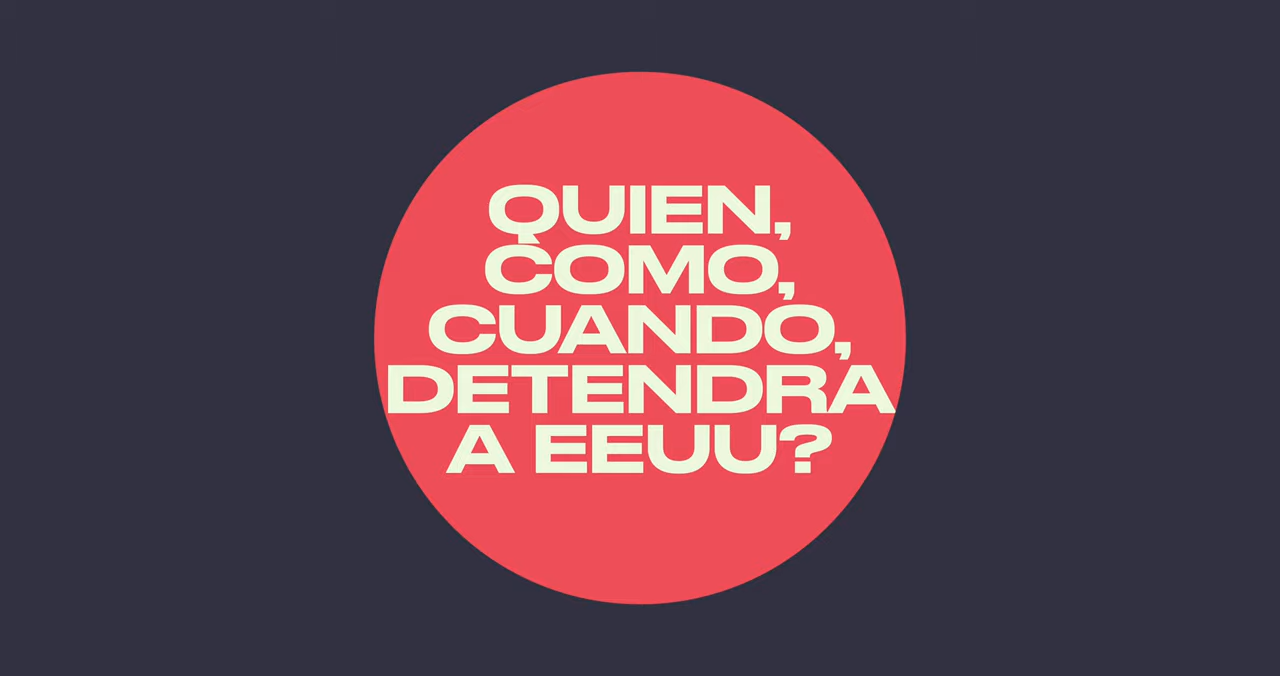 QUIEN,
COMO,
CUANDO,
DETENDRA
A EEUU?